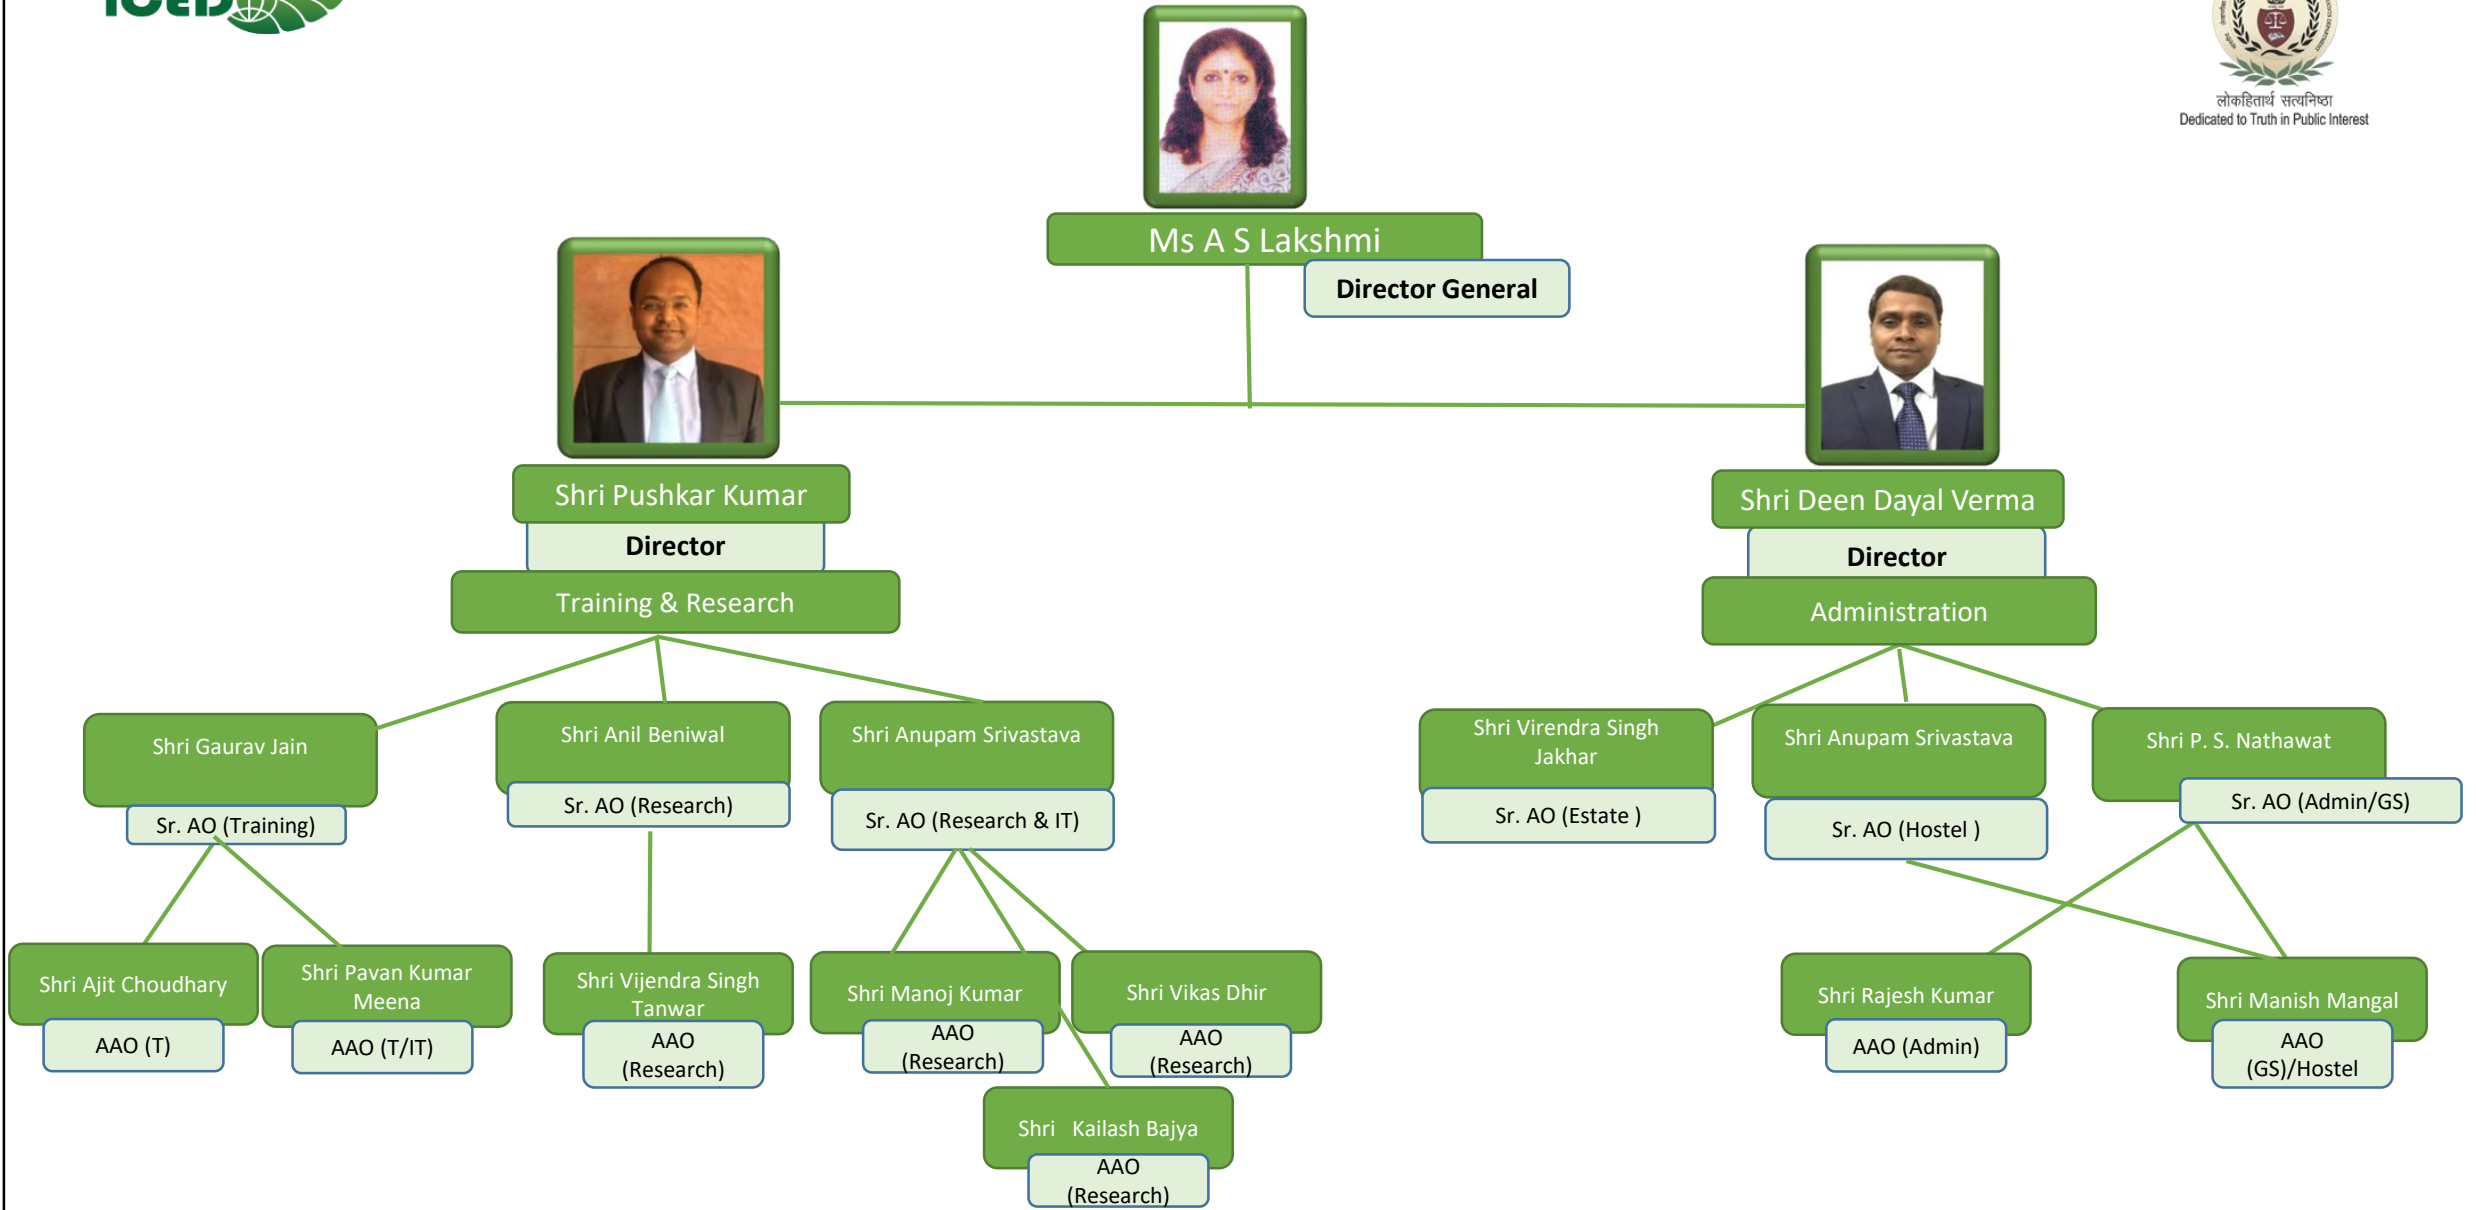 iCED
लोकहितार्थ सत्यनिष्ठा
Dedicated to Truth in Public Interest
Ms A S Lakshmi
Director General
Shri Pushkar Kumar
Director
Training & Research
Shri Deen Dayal Verma
Director
Administration
Shri Gaurav Jain
Sr. AO (Training)
Shri Anil Beniwal
Sr. AO (Research)
Shri Anupam Srivastava
Sr. AO (Research & IT)
Shri Virendra Singh
Jakhar
Sr. AO (Estate )
Shri Anupam Srivastava
Sr. AO (Hostel )
Shri P. S. Nathawat
Sr. AO (Admin/GS)
Shri Ajit Choudhary
AAO (T)
Shri Pavan Kumar
Meena
AAO (T/IT)
Shri Vijendra Singh
Tanwar
AAO
(Research)
Shri Manoj Kumar
AAO
(Research)
Shri Vikas Dhir
AAO
(Research)
Shri Kailash Bajya
AAO
(Research)
Shri Rajesh Kumar
AAO (Admin)
Shri Manish Mangal
AAO
(GS)/Hostel